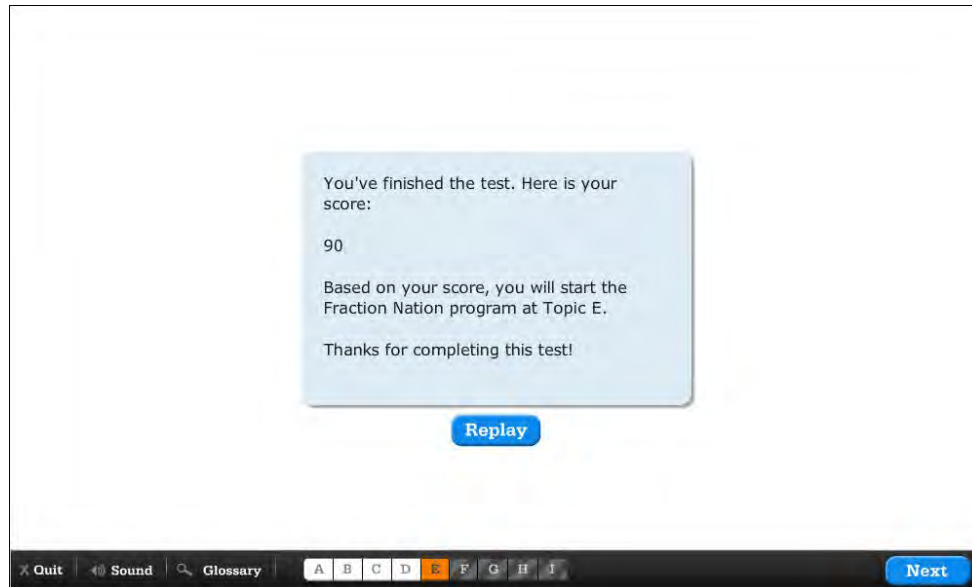 You've finished the test. Here is your
score:
90
Based on your score, you will start the
Fraction Nation program at Topic E.
Thanks for completing this test!
Replay
X Quit Sound Glossary A B C D E F G H I Next